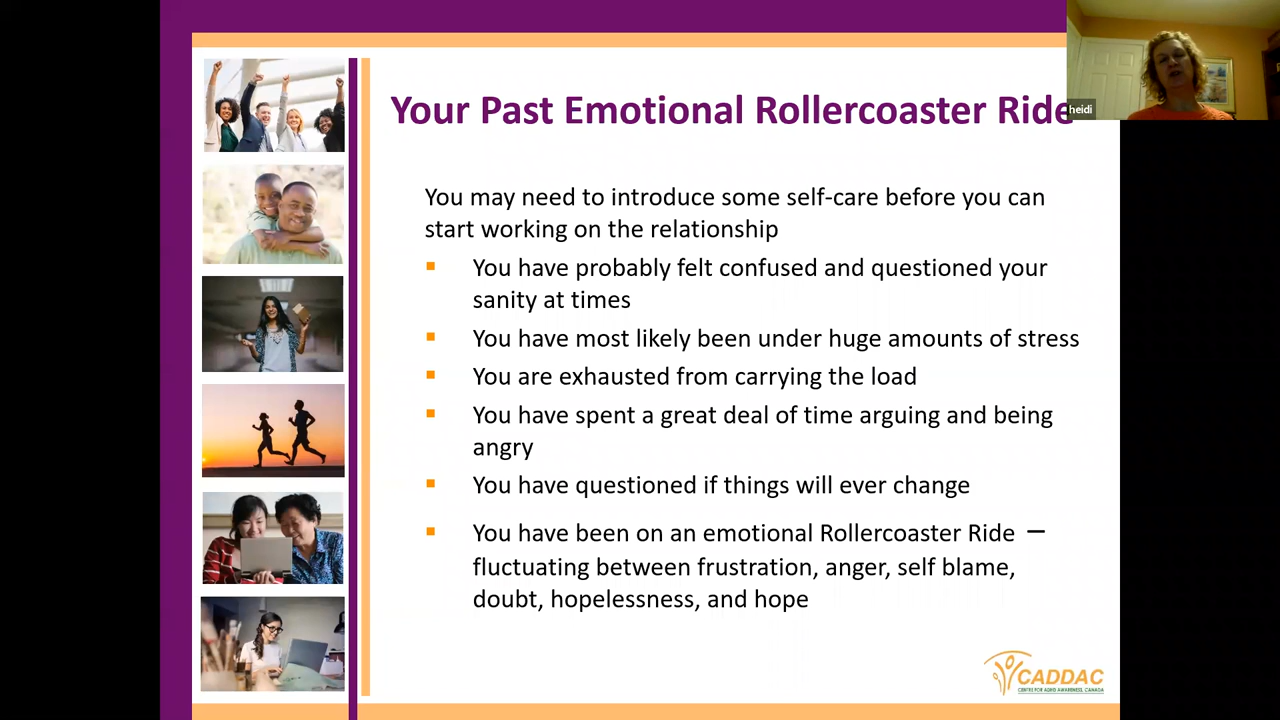 Your Past Emotional Rollercoaster Ride
heidi
You may need to introduce some self-care before you can
start working on the relationship
▪ You have probably felt confused and questioned your
sanity at times
▪ You have most likely been under huge amounts of stress
▪ You are exhausted from carrying the load
▪ You have spent a great deal of time arguing and being
angry
▪ You have questioned if things will ever change
▪ You have been on an emotional Rollercoaster Ride –
fluctuating between frustration, anger, self blame,
doubt, hopelessness, and hope
CADDAC
CENTRE FOR ADHD AWARENESS, CANADA